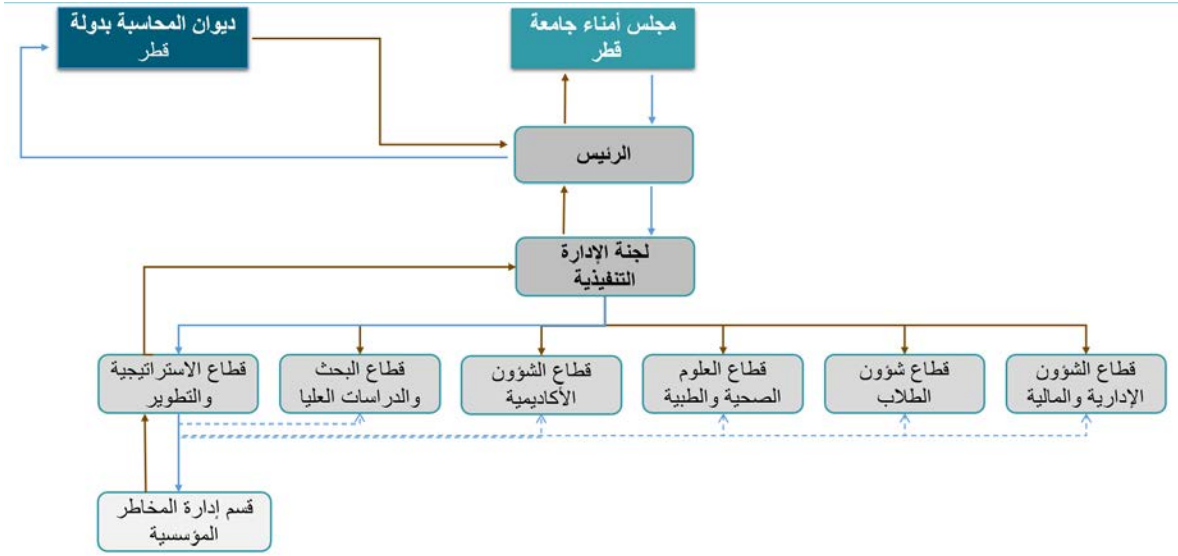 مجلس أمناء جامعة
قطر
ديوان المحاسبة بدولة
قطر
الرئيس
لجنة الإدارة
التنفيذية
قطاع الشؤون
الإدارية والمالية
قطاع شؤون
الطلاب
قطاع العلوم
الصحية والطبية
قطاع الشؤون
الأكاديمية
قطاع البحث
والدراسات العليا
قطاع الاستراتيجية
والتطوير
قسم إدارة المخاطر
المؤسسية